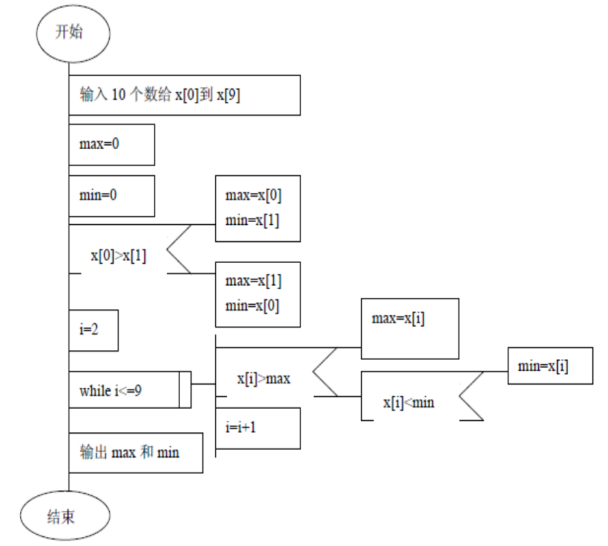 开始
输入 10 个数给 x[0]到 x[9]
max=0
min=0
x[0]>x[1]
max=x[0]
min=x[1]
max=x[1]
min=x[0]
i=2
while i<=9
x[i]>max
max=x[i]
x[i]<min
min=x[i]
i=i+1
输出 max 和 min
结束